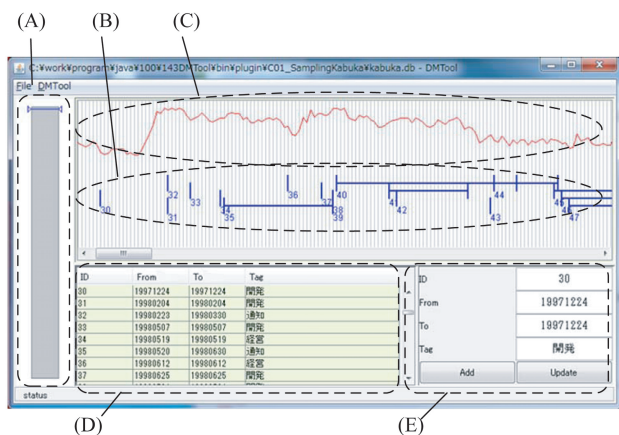 (A) (B) (C)
C:¥work¥program¥java¥100¥143DMTool¥bin¥plugin¥C01_SamplingKabuka¥kabuka.db - DMTool
File DMTool
30 31 32 33 34 35 36 37 38 39 40 41 42 43 44 45 46 47
ID From To Tag
30 19971224 19971224 開発
31 19980204 19980204 開発
32 19980223 19980330 通知
33 19980507 19980507 開発
34 19980519 19980519 経営
35 19980520 19980630 通知
36 19980612 19980612 経営
37 19980625 19980625 開発
ID 30
From 19971224
To 19971224
Tag 開発
Add Update
status
(D) (E)